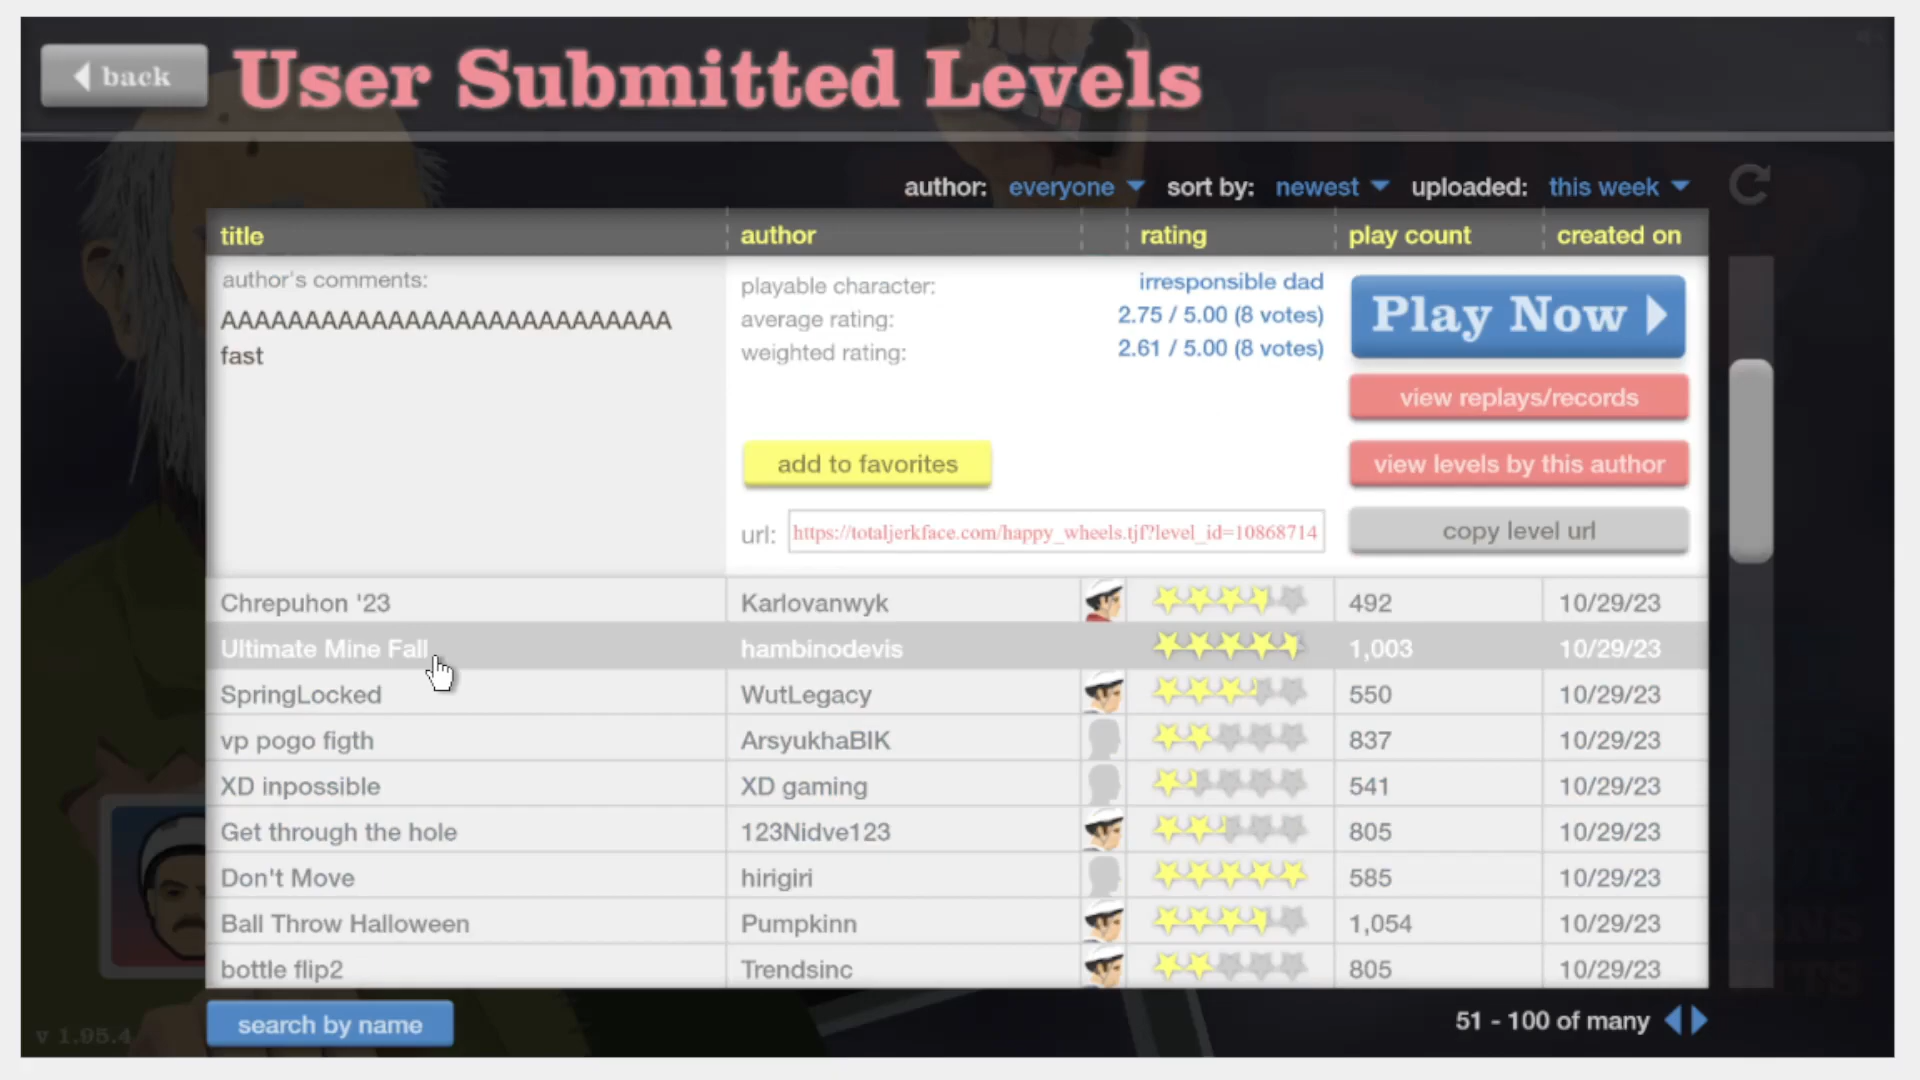 back
User Submitted Levels
author: everyone sort by: newest uploaded: this week
title author rating play count created on
author's comments:
AAAAAAAAAAAAAAAAAAAAAAAAAAA
fast
playable character: irresponsible dad
average rating: 2.75 / 5.00 (8 votes)
weighted rating: 2.61 / 5.00 (8 votes)
Play Now
view replays/records
add to favorites
view levels by this author
url: https://totaljerkface.com/happy_wheels.tjf?level_id=10868714
copy level url
Chrepuhon '23 Karlovanwyk 492 10/29/23
Ultimate Mine Fall hambinodevis 1,003 10/29/23
SpringLocked WutLegacy 550 10/29/23
vp pogo figth ArsyukhaBIK 837 10/29/23
XD inpossible XD gaming 541 10/29/23
Get through the hole 123Nidve123 805 10/29/23
Don't Move hirigiri 585 10/29/23
Ball Throw Halloween Pumpkinn 1,054 10/29/23
bottle flip2 Trendsinc 805 10/29/23
search by name
51 - 100 of many
v 1.95.4